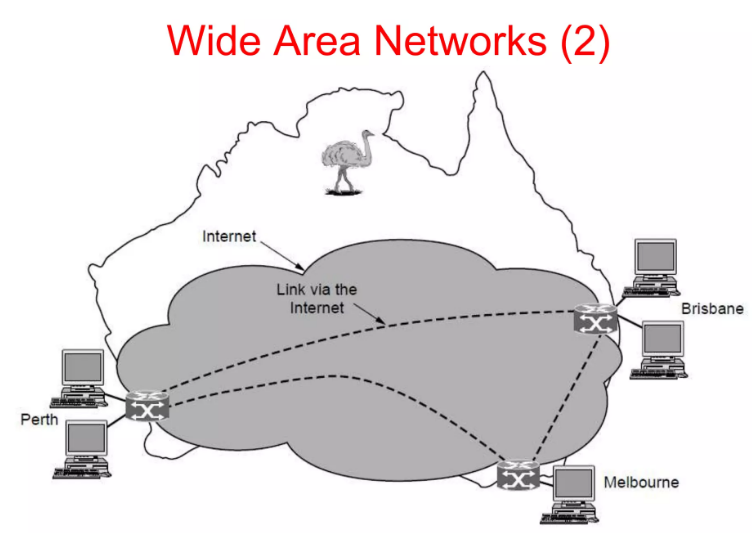 Wide Area Networks (2)
Internet
Link via the
Internet
Brisbane
Perth
Melbourne